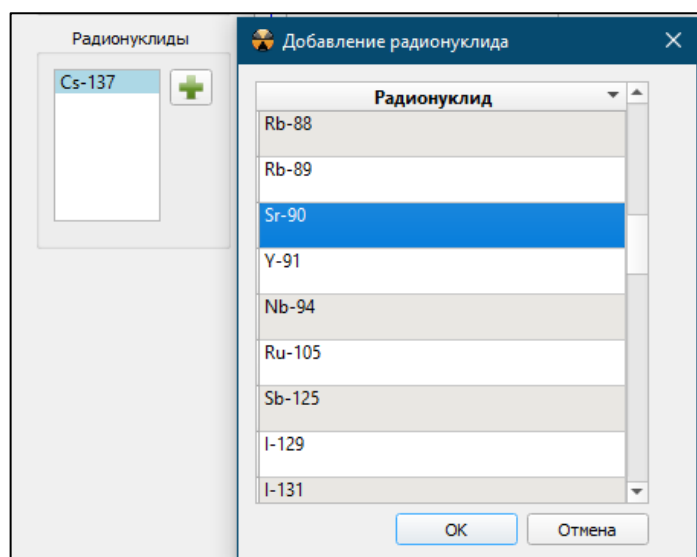 Радионуклиды
Cs-137
Добавление радионуклида
Радионуклид
Rb-88
Rb-89
Sr-90
Y-91
Nb-94
Ru-105
Sb-125
I-129
I-131
OK
Отмена